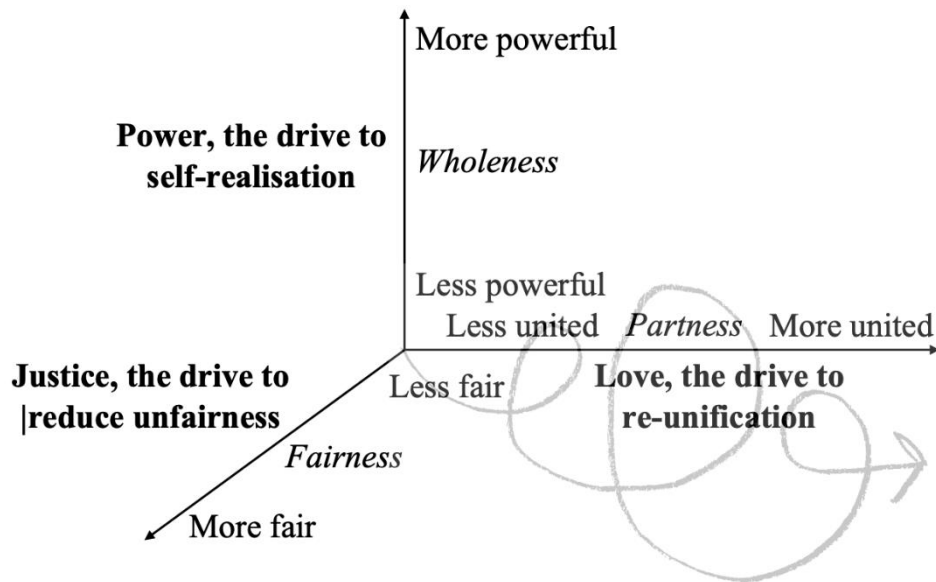 More powerful
Power, the drive to
self-realisation
Wholeness
Less powerful
Less united
Partness
More united
Justice, the drive to
|reduce unfairness
Less fair
Love, the drive to
re-unification
Fairness
More fair